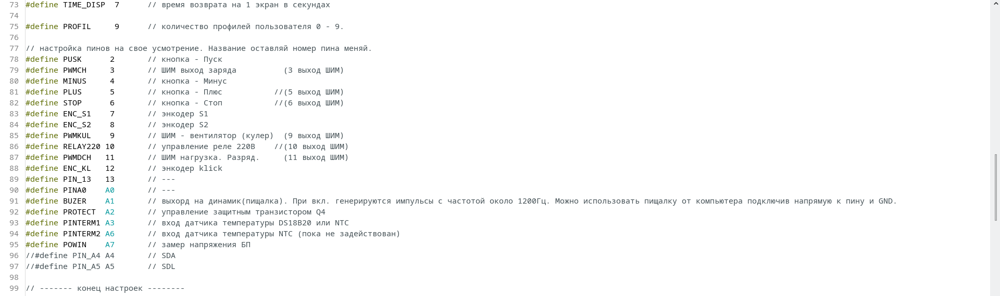 73 #define TIME_DISP  7      // время возврата на 1 экран в секундах
74
75 #define PROFIL     9      // количество профилей пользователя 0 - 9.
76
77 // настройка пинов на свое усмотрение. Название оставляй номер пина меняй.
78 #define PUSK      2       // кнопка - Пуск
79 #define PWMCH     3       // ШИМ выход заряда          (3 выход ШИМ)
80 #define MINUS     4       // кнопка - Минус
81 #define PLUS      5       // кнопка - Плюс           //(5 выход ШИМ)
82 #define STOP      6       // кнопка - Стоп           //(6 выход ШИМ)
83 #define ENC_S1    7       // энкодер S1
84 #define ENC_S2    8       // энкодер S2
85 #define PWMKUL    9       // ШИМ - вентилятор (кулер)  (9 выход ШИМ)
86 #define RELAY220 10       // управление реле 220В    //(10 выход ШИМ)
87 #define PWMDCH   11       // ШИМ нагрузка. Разряд.     (11 выход ШИМ)
88 #define ENC_KL   12       // энкодер klick
89 #define PIN_13   13       // ---
90 #define PINA0    A0       // ---
91 #define BUZER    A1       // выхорд на динамик(пищалка). При вкл. генерируются импульсы с частотой около 1200Гц. Можно использовать пищалку от компьютера подключив напрямую к пину и GND.
92 #define PROTECT  A2       // управление защитным транзистором Q4
93 #define PINTERM1 A3       // вход датчика температуры DS18B20 или NTC
94 #define PINTERM2 A6       // вход датчика температуры NTC (пока не задействован)
95 #define POWIN    A7       // замер напряжения БП
96 //#define PIN_A4 A4       // SDA
97 //#define PIN_A5 A5       // SDL
98
99 // ------- конец настроек --------